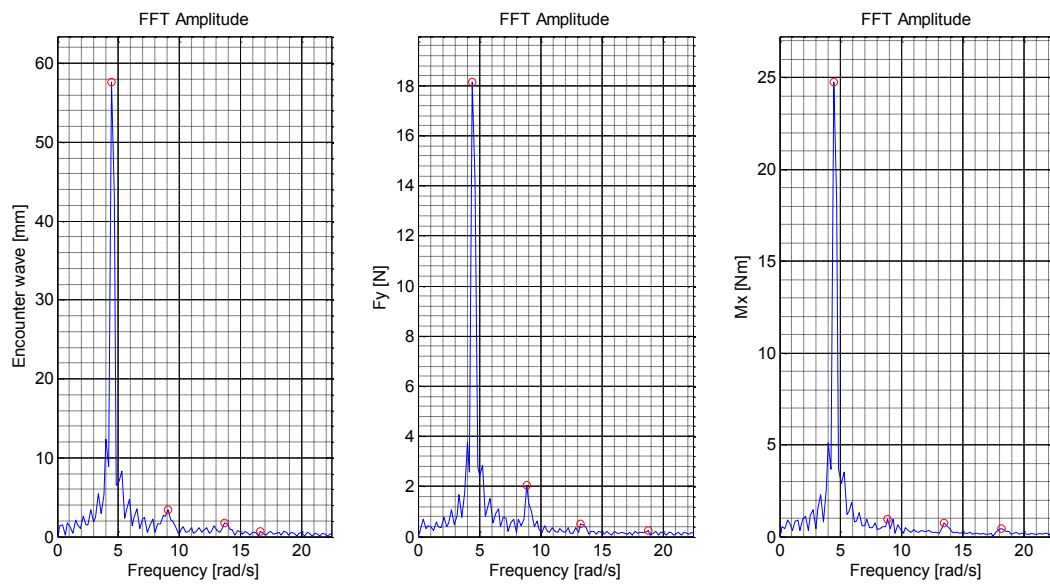 FFT Amplitude
Encounter wave [mm]
60
50
40
30
20
10
0
0 5 10 15 20
Frequency [rad/s]
FFT Amplitude
Fy [N]
18
16
14
12
10
8
6
4
2
0
0 5 10 15 20
Frequency [rad/s]
FFT Amplitude
Mx [Nm]
25
20
15
10
5
0
0 5 10 15 20
Frequency [rad/s]